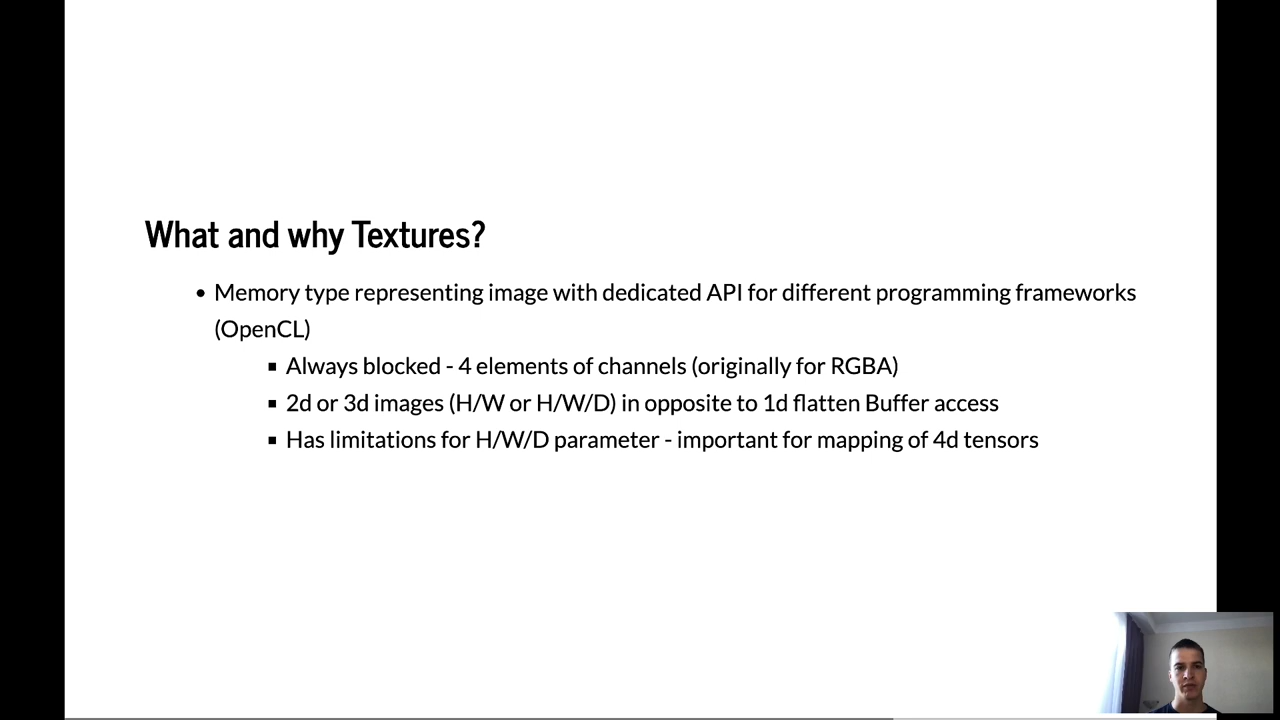 What and why Textures?
• Memory type representing image with dedicated API for different programming frameworks
(OpenCL)
▪ Always blocked - 4 elements of channels (originally for RGBA)
▪ 2d or 3d images (H/W or H/W/D) in opposite to 1d flatten Buffer access
▪ Has limitations for H/W/D parameter - important for mapping of 4d tensors